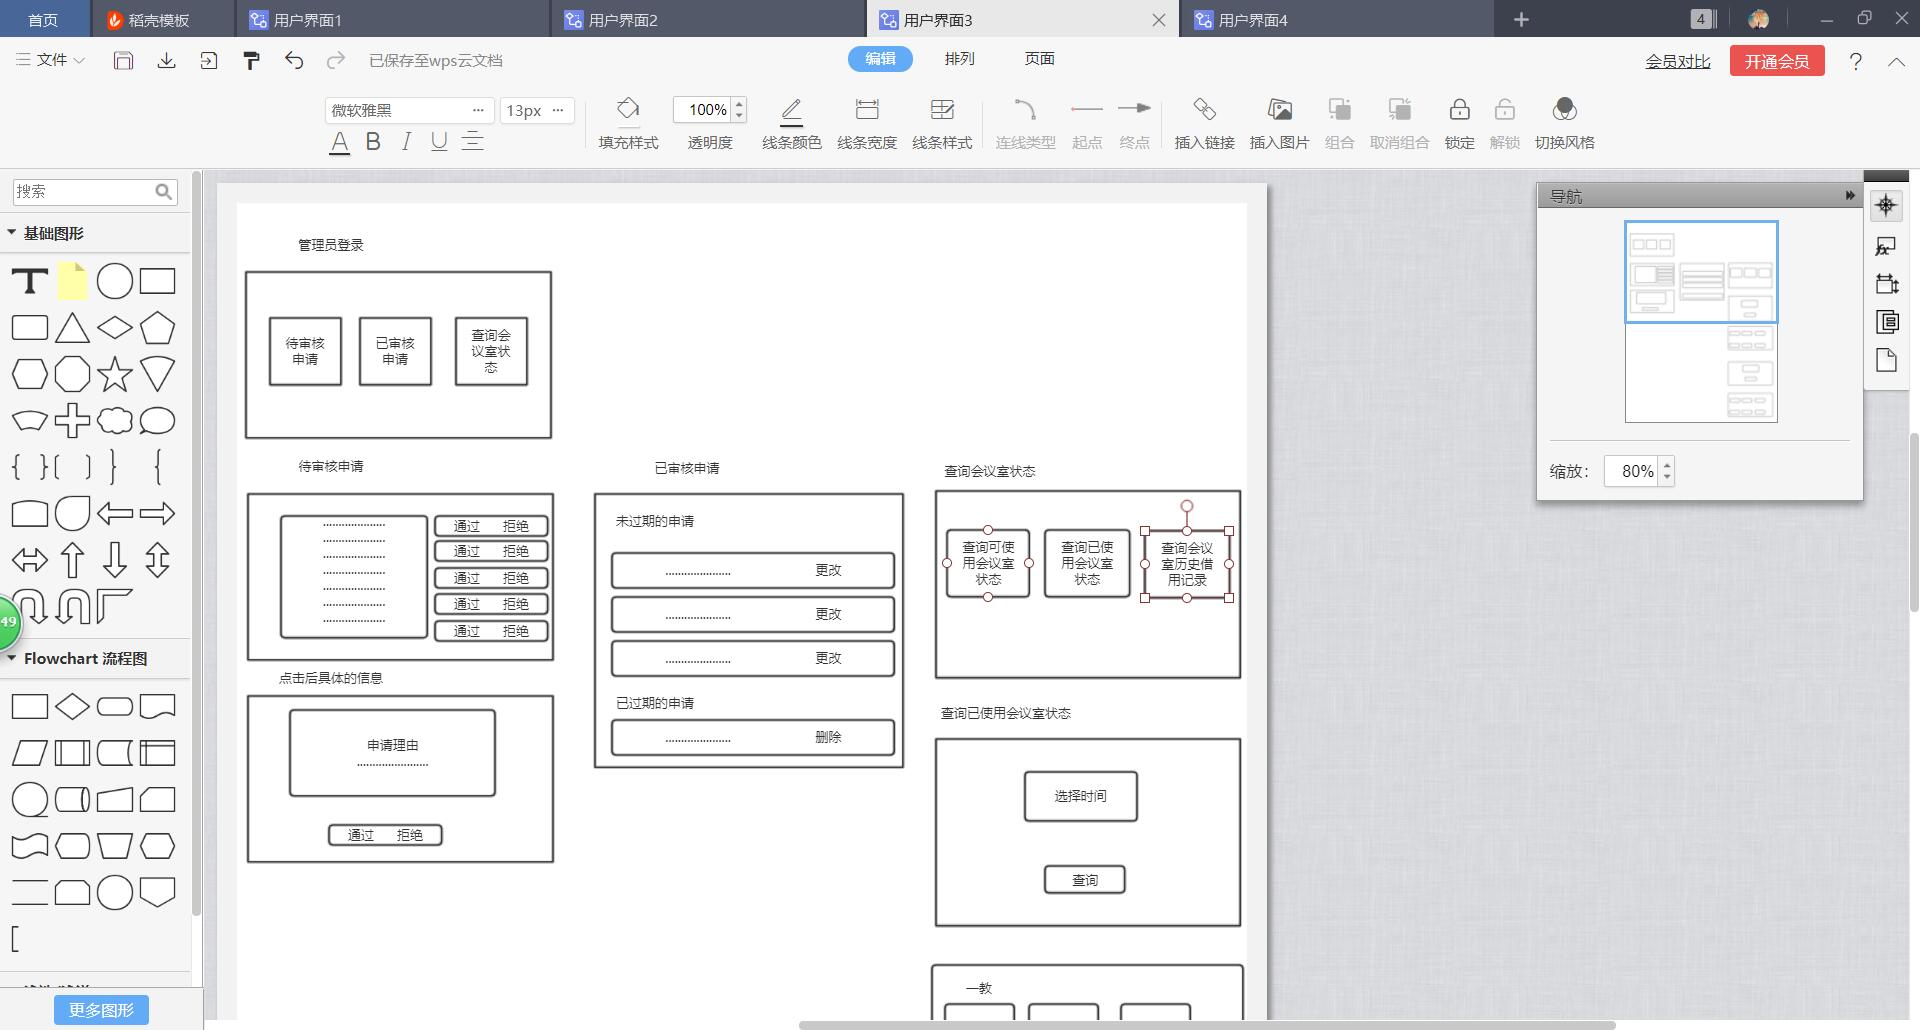 首页
稻壳模板
用户界面1
用户界面2
用户界面3
用户界面4
4
文件
已保存至wps云文档
编辑
排列
页面
会员对比
开通会员
?
微软雅黑
13px
100%
A B I U
填充样式
透明度
线条颜色
线条宽度
线条样式
连线类型
起点
终点
插入链接
插入图片
组合
取消组合
锁定
解锁
切换风格
搜索
基础图形
49
Flowchart 流程图
更多图形
管理员登录
待审核
申请
已审核
申请
查询会
议室状
态
待审核申请
.....................
.....................
.....................
.....................
.....................
.....................
.....................
通过 拒绝
通过 拒绝
通过 拒绝
通过 拒绝
通过 拒绝
点击后具体的信息
申请理由
........................
通过 拒绝
已审核申请
未过期的申请
...................... 更改
...................... 更改
...................... 更改
已过期的申请
...................... 删除
查询会议室状态
查询可使
用会议室
状态
查询已使
用会议室
状态
查询会议
室历史借
用记录
查询已使用会议室状态
选择时间
查询
一教
导航
fx
缩放：
80%